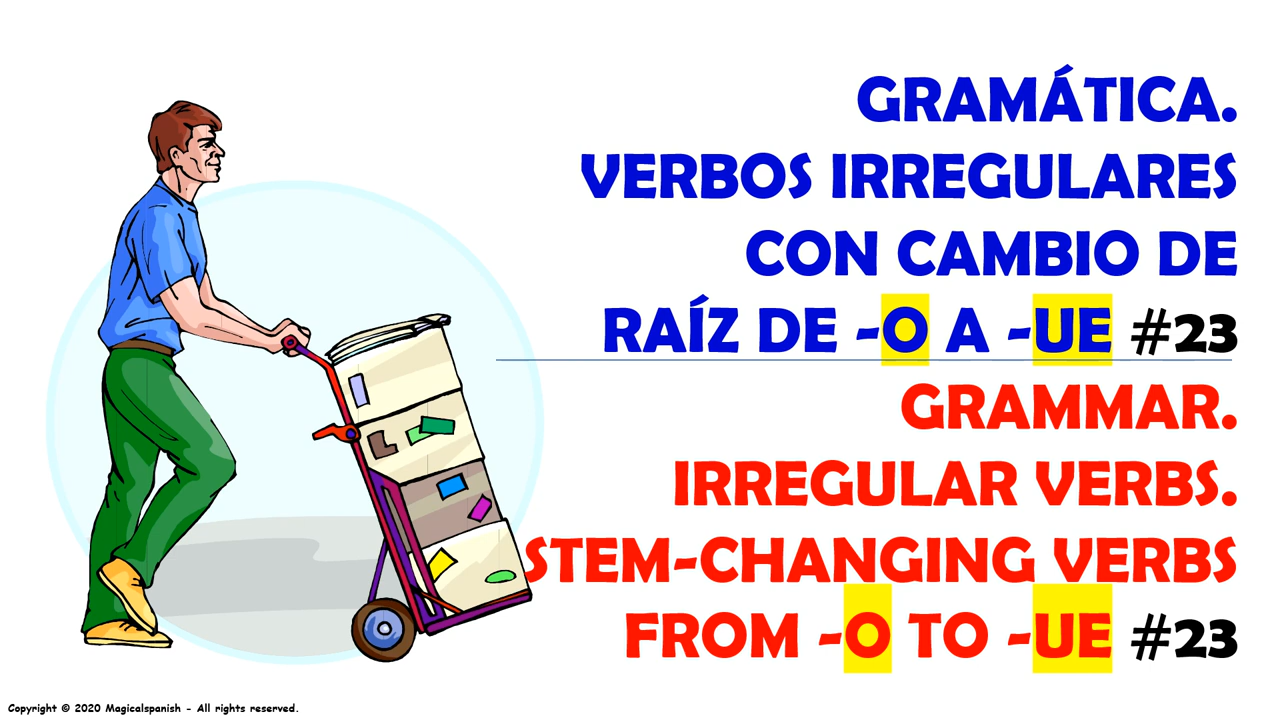 GRAMÁTICA.
VERBOS IRREGULARES
CON CAMBIO DE
RAÍZ DE -O A -UE #23
GRAMMAR.
IRREGULAR VERBS.
STEM-CHANGING VERBS
FROM -O TO -UE #23
Copyright © 2020 Magicalspanish - All rights reserved.